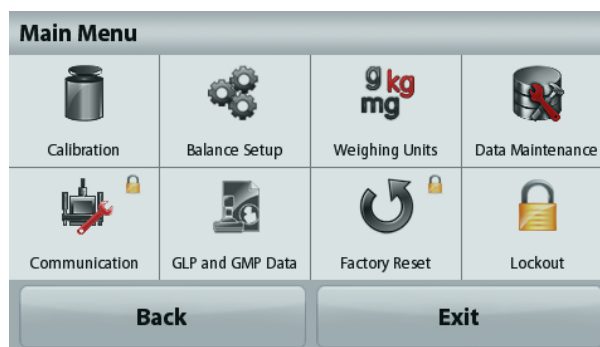 Main Menu
g kg
mg
Calibration
Balance Setup
Weighing Units
Data Maintenance
Communication
GLP and GMP Data
Factory Reset
Lockout
Back
Exit